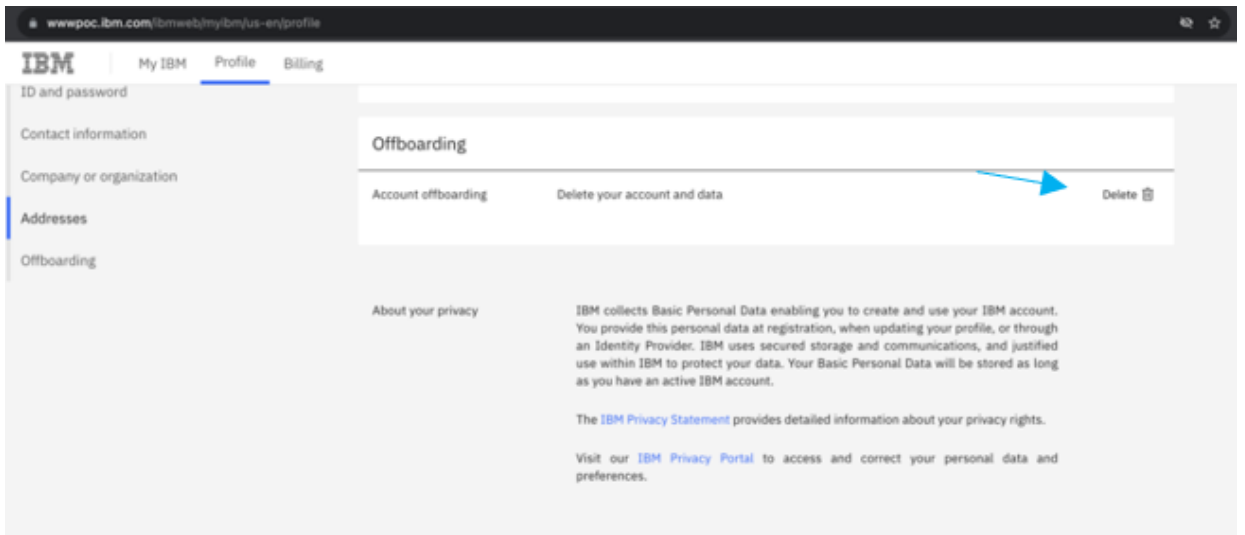 wwwpoc.ibm.com/ibmweb/myibm/us-en/profile
IBM
My IBM
Profile
Billing
ID and password
Contact information
Company or organization
Addresses
Offboarding
Offboarding
Account offboarding
Delete your account and data
Delete
About your privacy
IBM collects Basic Personal Data enabling you to create and use your IBM account.
You provide this personal data at registration, when updating your profile, or through
an Identity Provider. IBM uses secured storage and communications, and justified
use within IBM to protect your data. Your Basic Personal Data will be stored as long
as you have an active IBM account.
The IBM Privacy Statement provides detailed information about your privacy rights.
Visit our IBM Privacy Portal to access and correct your personal data and
preferences.